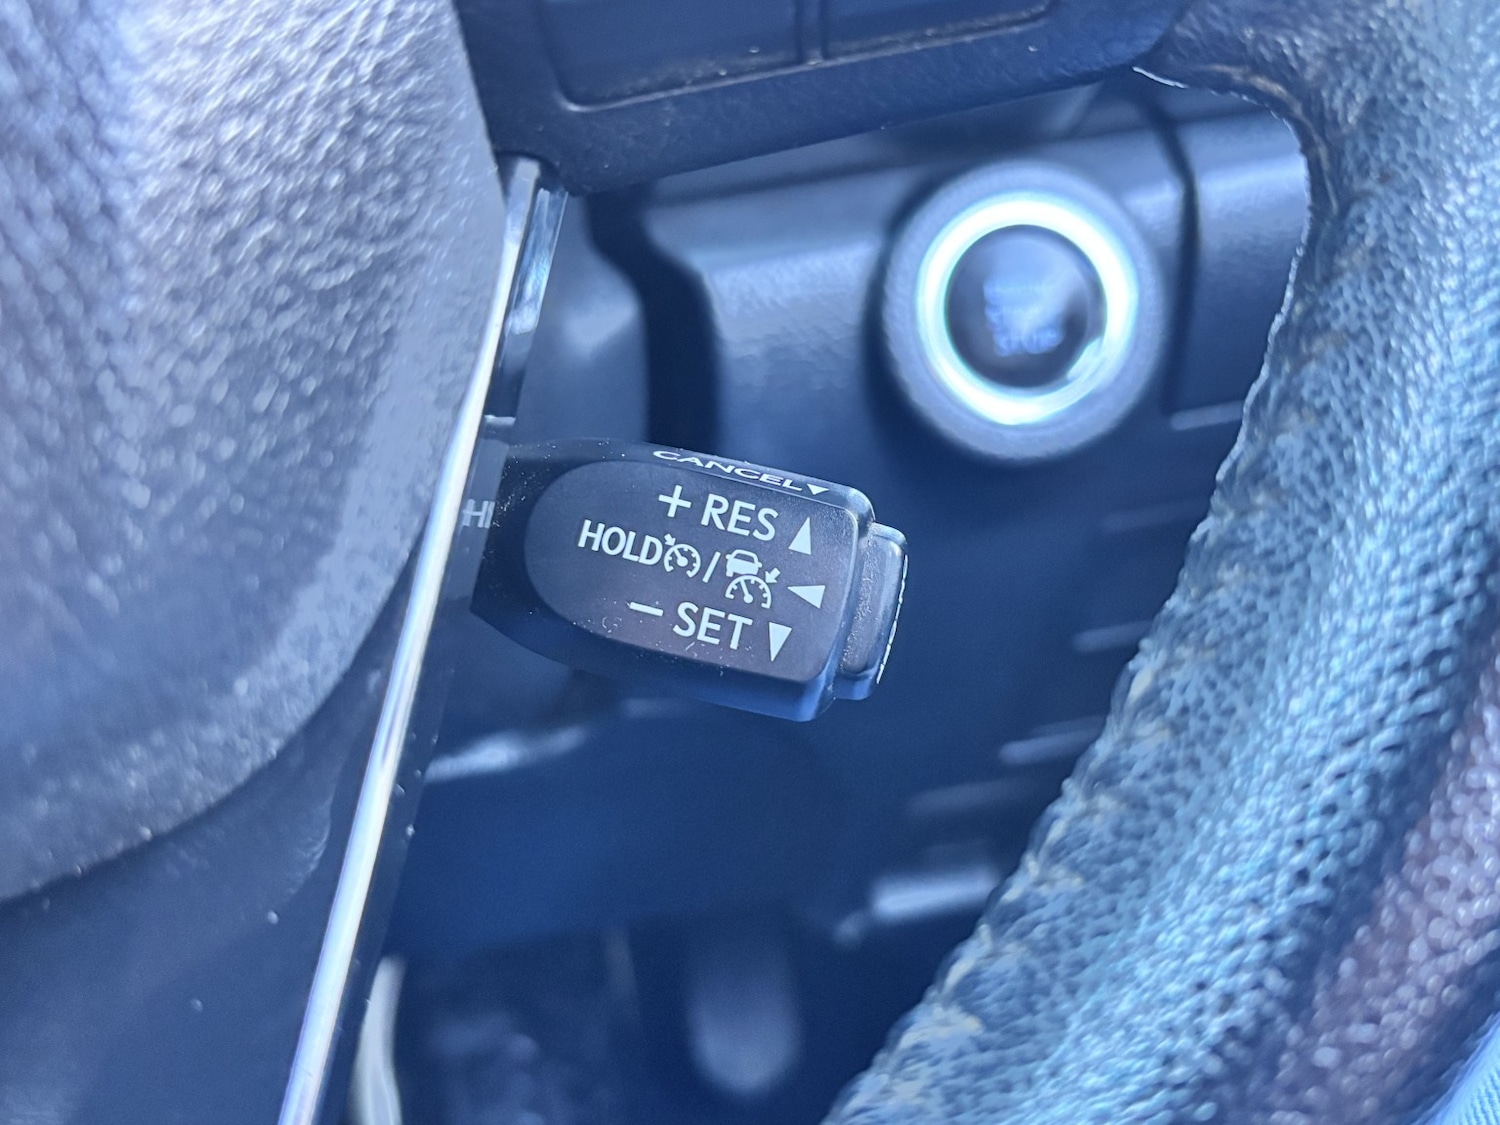 CANCEL▼
+ RES ▲
HOLD / ◀
− SET ▼